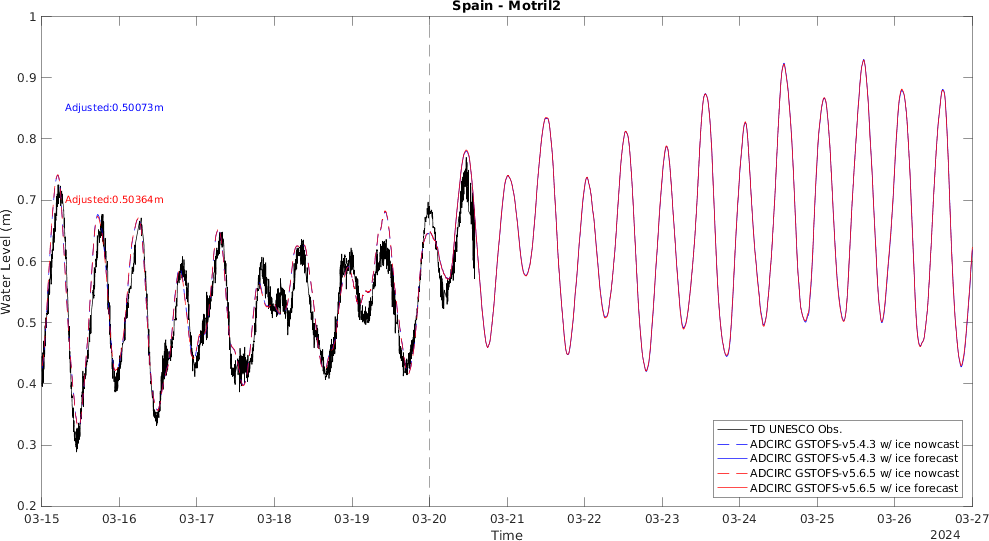 Spain - Motril2
1
0.9
0.8
0.7
0.6
0.5
0.4
0.3
0.2
Water Level (m)
Adjusted:0.50073m
Adjusted:0.50364m
TD UNESCO Obs.
ADCIRC GSTOFS-v5.4.3 w/ ice nowcast
ADCIRC GSTOFS-v5.4.3 w/ ice forecast
ADCIRC GSTOFS-v5.6.5 w/ ice nowcast
ADCIRC GSTOFS-v5.6.5 w/ ice forecast
03-15 03-16 03-17 03-18 03-19 03-20 03-21 03-22 03-23 03-24 03-25 03-26 03-27
Time
2024